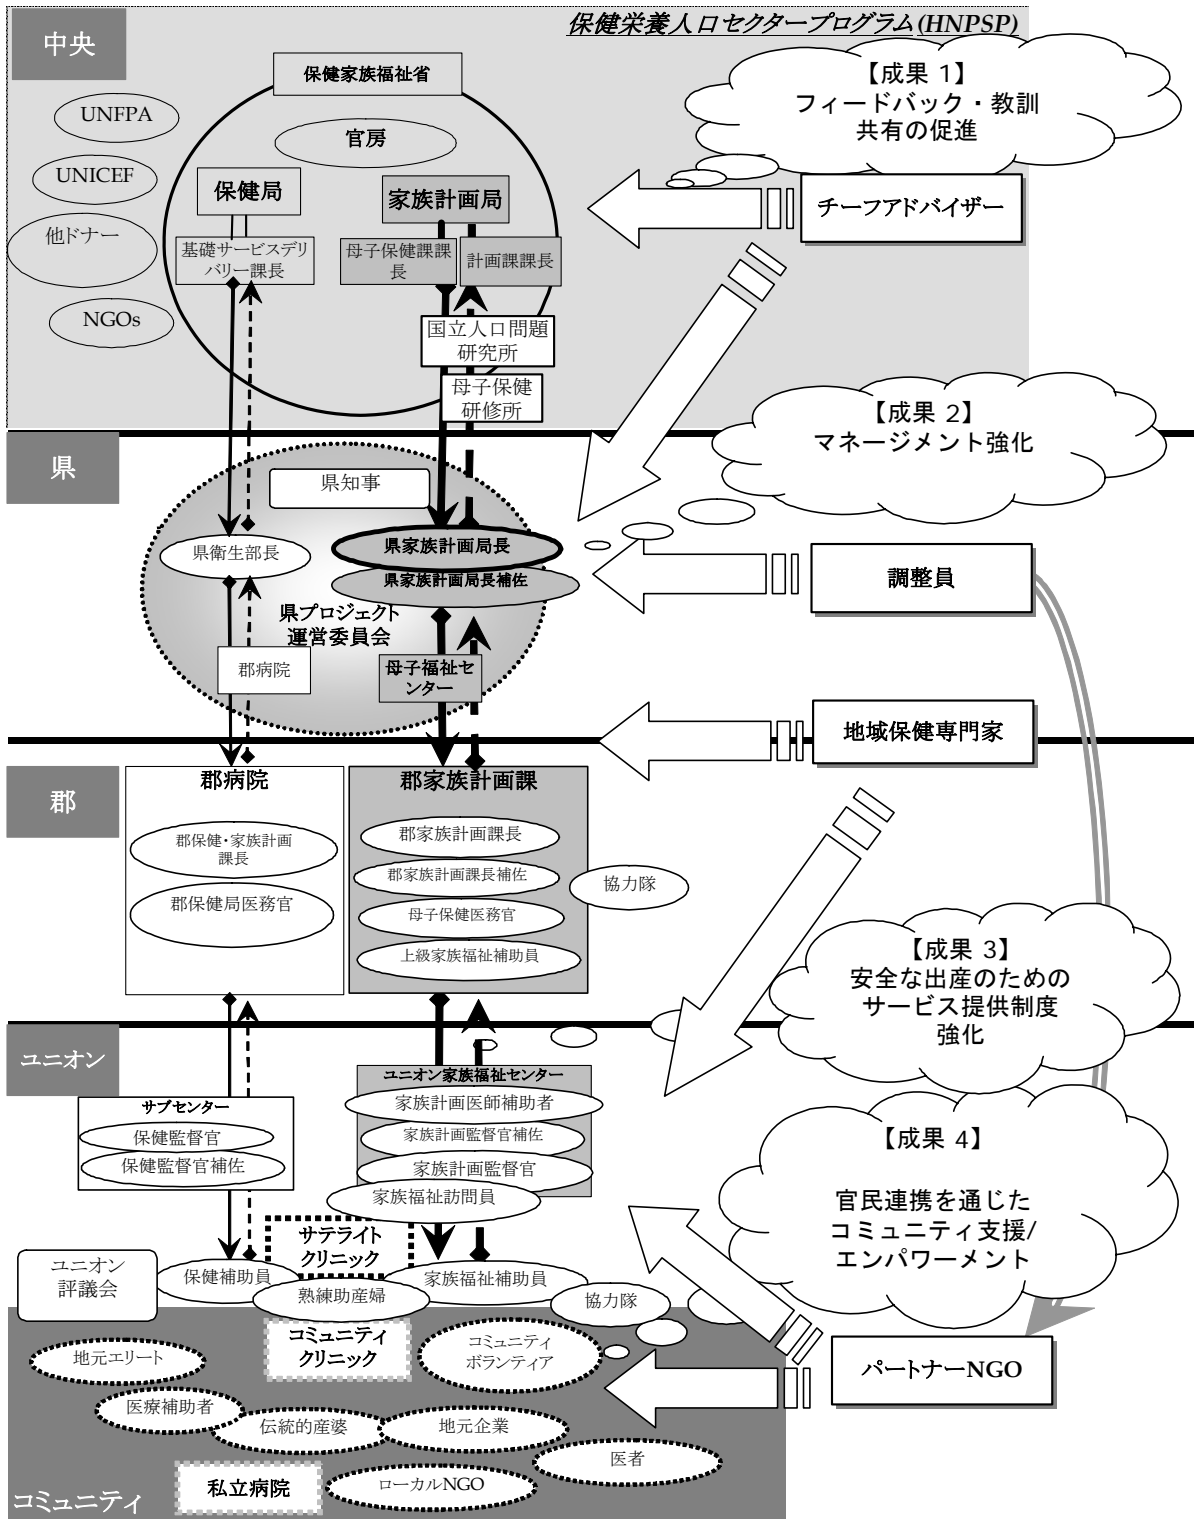 保健栄養人口セクタープログラム(HNPSP)
中央
保健家族福祉省
【成果 1】
フィードバック・教訓
共有の促進
UNFPA
官房
UNICEF
保健局
家族計画局
チーフアドバイザー
他ドナー
基礎サービスデリ
バリー課長
母子保健課課
長
計画課課長
NGOs
国立人口問題
研究所
母子保健
研修所
【成果 2】
マネージメント強化
県
県知事
県衛生部長
県家族計画局長
県家族計画局長補佐
調整員
県プロジェクト
運営委員会
郡病院
母子福祉セ
ンター
地域保健専門家
郡
郡病院
郡家族計画課
郡保健・家族計画
課長
郡家族計画課長
郡家族計画課長補佐
協力隊
郡保健局医務官
母子保健医務官
上級家族福祉補助員
【成果 3】
安全な出産のための
サービス提供制度
強化
ユニオン
ユニオン家族福祉センター
サブセンター
家族計画医師補助者
保健監督官
家族計画監督官補佐
保健監督官補佐
家族計画監督官
家族福祉訪問員
【成果 4】
官民連携を通じた
コミュニティ支援/
エンパワーメント
サテライト
クリニック
ユニオン
評議会
保健補助員
家族福祉補助員
熟練助産婦
協力隊
コミュニティ
クリニック
コミュニティ
ボランティア
地元エリート
パートナーNGO
医療補助者
伝統的産婆
地元企業
医者
私立病院
ローカルNGO
コミュニティ